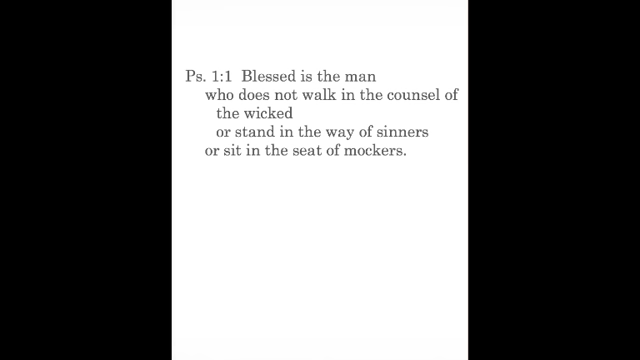 Ps. 1:1 Blessed is the man
who does not walk in the counsel of
the wicked
or stand in the way of sinners
or sit in the seat of mockers.